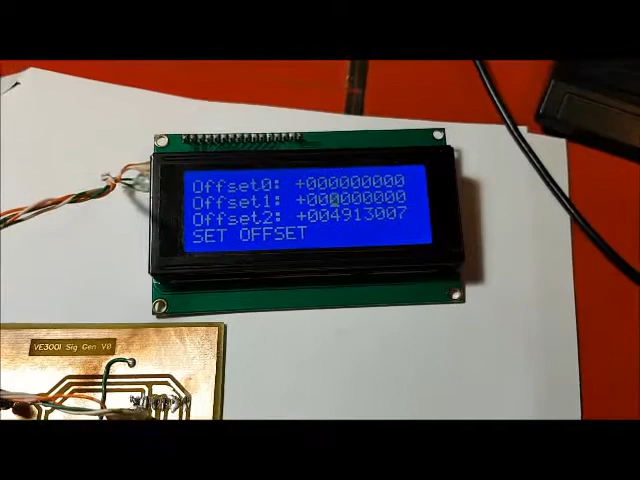 Offset0: +000000000
Offset1: +000000000
Offset2: +004913007
SET OFFSET
VE3OOI Sig Gen V0